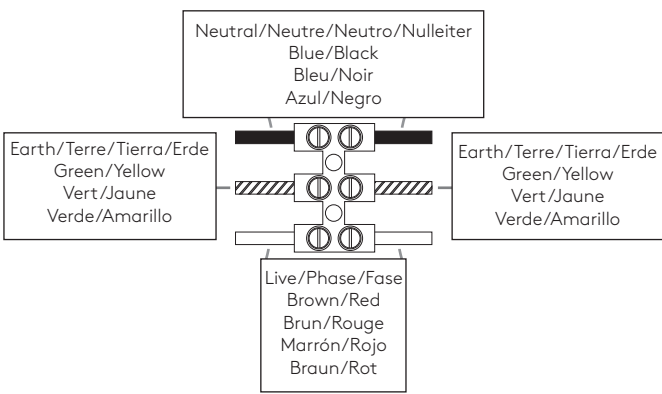 Neutral/Neutre/Neutro/Nulleiter
Blue/Black
Bleu/Noir
Azul/Negro
Earth/Terre/Tierra/Erde
Green/Yellow
Vert/Jaune
Verde/Amarillo
Earth/Terre/Tierra/Erde
Green/Yellow
Vert/Jaune
Verde/Amarillo
Live/Phase/Fase
Brown/Red
Brun/Rouge
Marrón/Rojo
Braun/Rot